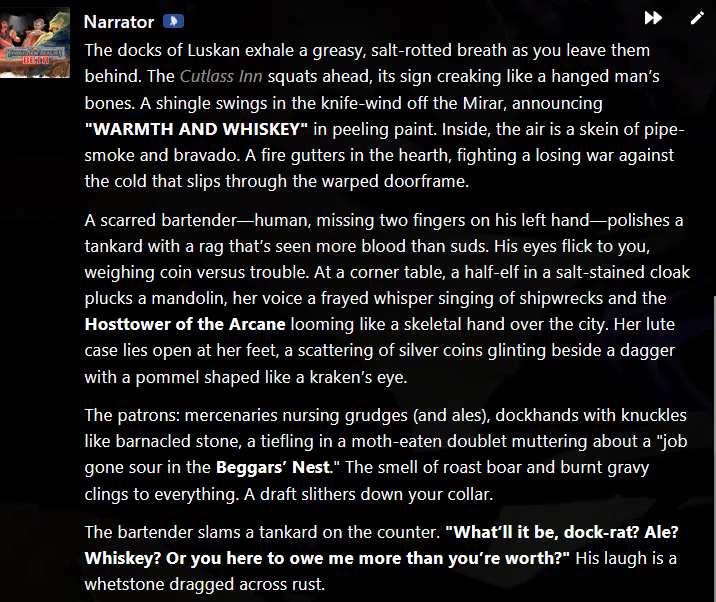 Narrator
The docks of Luskan exhale a greasy, salt-rotted breath as you leave them
behind. The Cutlass Inn squats ahead, its sign creaking like a hanged man’s
bones. A shingle swings in the knife-wind off the Mirar, announcing
"WARMTH AND WHISKEY" in peeling paint. Inside, the air is a skein of pipe-
smoke and bravado. A fire gutters in the hearth, fighting a losing war against
the cold that slips through the warped doorframe.
A scarred bartender—human, missing two fingers on his left hand—polishes a
tankard with a rag that’s seen more blood than suds. His eyes flick to you,
weighing coin versus trouble. At a corner table, a half-elf in a salt-stained cloak
plucks a mandolin, her voice a frayed whisper singing of shipwrecks and the
Hosttower of the Arcane looming like a skeletal hand over the city. Her lute
case lies open at her feet, a scattering of silver coins glinting beside a dagger
with a pommel shaped like a kraken’s eye.
The patrons: mercenaries nursing grudges (and ales), dockhands with knuckles
like barnacled stone, a tiefling in a moth-eaten doublet muttering about a "job
gone sour in the Beggars’ Nest." The smell of roast boar and burnt gravy
clings to everything. A draft slithers down your collar.
The bartender slams a tankard on the counter. "What’ll it be, dock-rat? Ale?
Whiskey? Or you here to owe me more than you’re worth?" His laugh is a
whetstone dragged across rust.
BETA